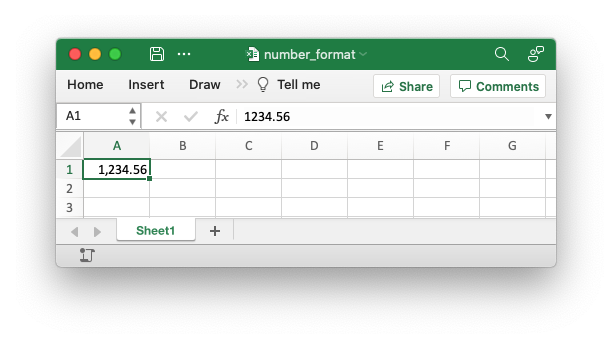 number_format
Home Insert Draw >> Tell me Share Comments
A1 fx 1234.56
A B C D E F G
1 1,234.56
2
3
Sheet1 +